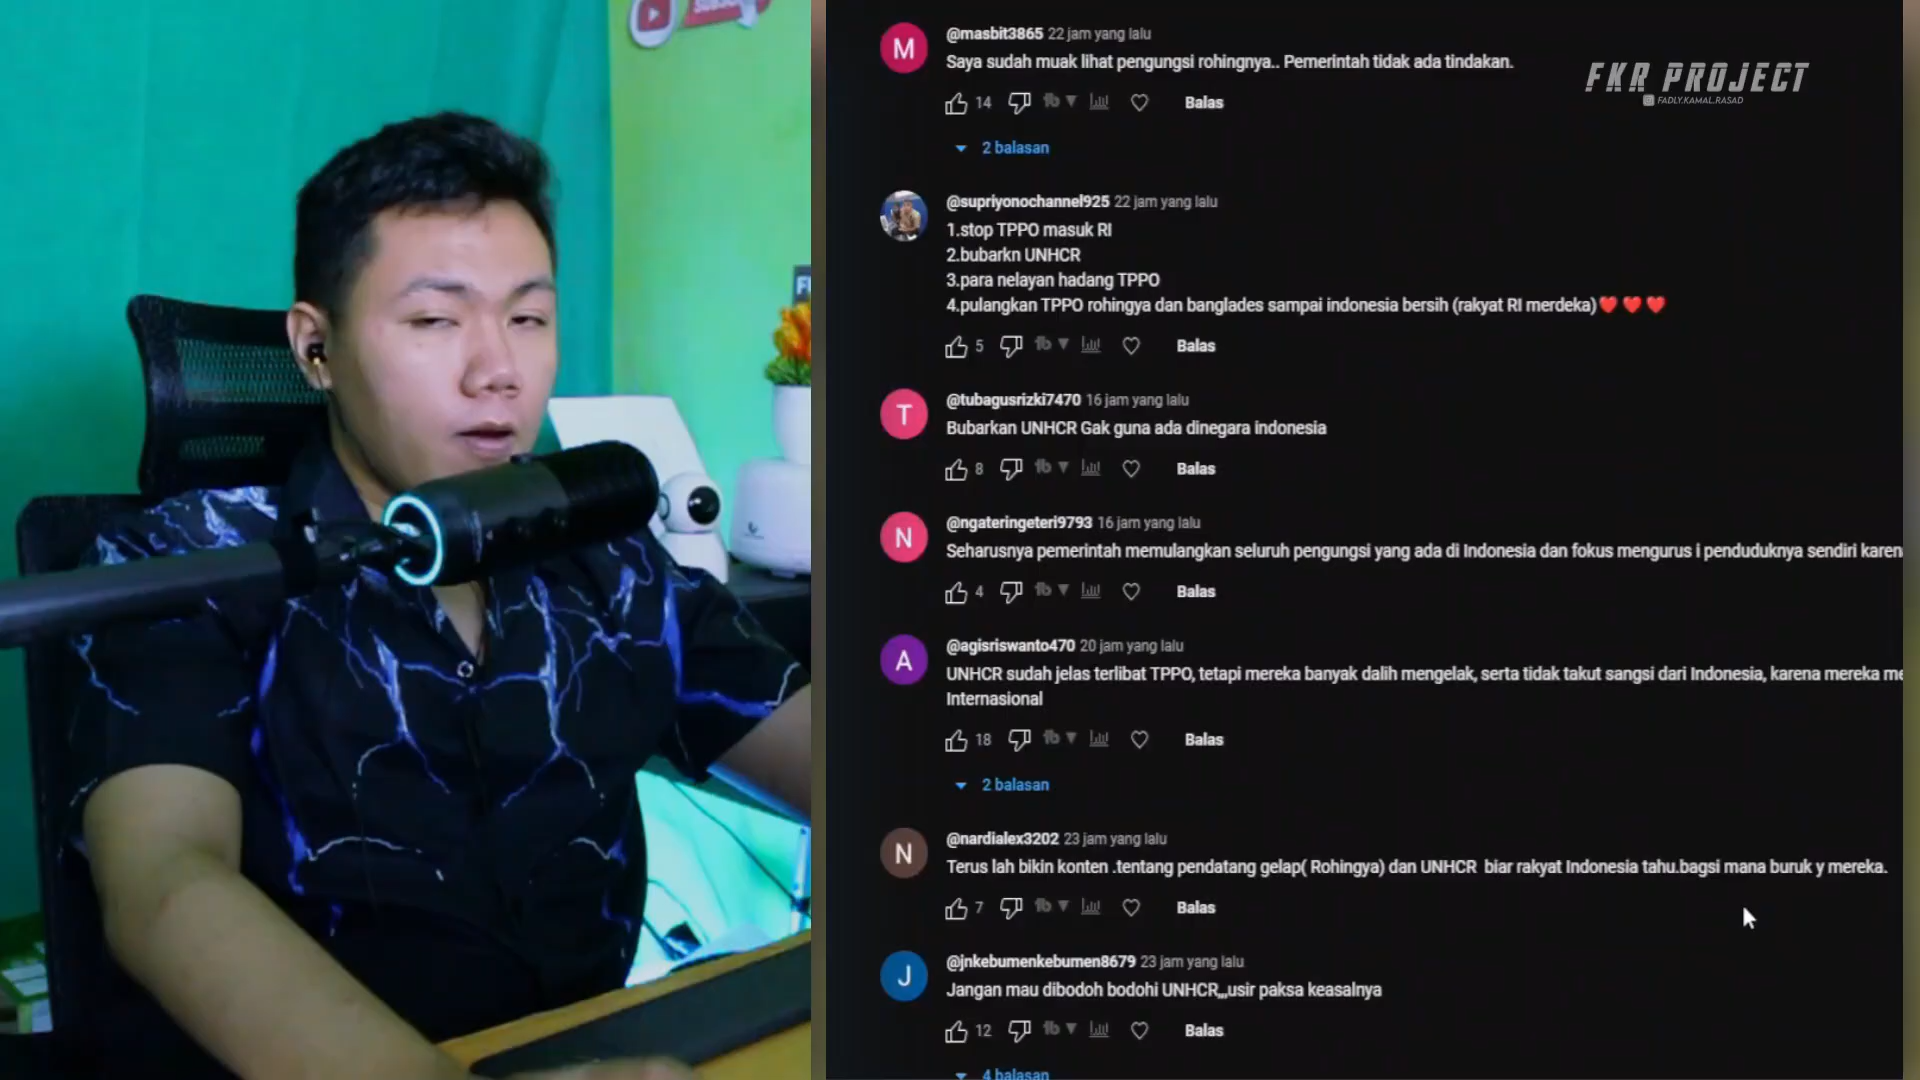 @masbit3865 22 jam yang lalu
Saya sudah muak lihat pengungsi rohingnya.. Pemerintah tidak ada tindakan.
14 Balas
2 balasan
FKR PROJECT
FADLY.KAMAL.RASAD
@supriyonochannel925 22 jam yang lalu
1.stop TPPO masuk RI
2.bubarkn UNHCR
3.para nelayan hadang TPPO
4.pulangkan TPPO rohingya dan banglades sampai indonesia bersih (rakyat RI merdeka)❤❤❤
5 Balas
T
@tubagusrizki7470 16 jam yang lalu
Bubarkan UNHCR Gak guna ada dinegara indonesia
8 Balas
N
@ngateringeteri9793 16 jam yang lalu
Seharusnya pemerintah memulangkan seluruh pengungsi yang ada di Indonesia dan fokus mengurus i penduduknya sendiri
4 Balas
A
@agisriswanto470 20 jam yang lalu
UNHCR sudah jelas terlibat TPPO, tetapi mereka banyak dalih mengelak, serta tidak takut sangsi dari Indonesia, karena mereka
Internasional
18 Balas
2 balasan
N
@nardialex3202 23 jam yang lalu
Terus lah bikin konten .tentang pendatang gelap( Rohingya) dan UNHCR biar rakyat Indonesia tahu.bagsi mana buruk y mereka.
7 Balas
J
@jnkebumenkebumen8679 23 jam yang lalu
Jangan mau dibodoh bodohi UNHCR,,,usir paksa keasalnya
12 Balas
4 balasan